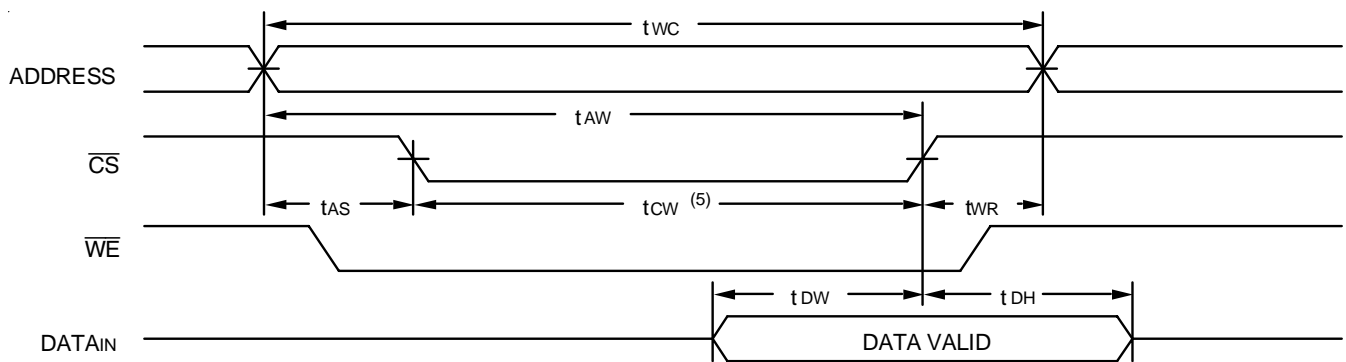 tWC
ADDRESS
tAW
CS
tAS tCW (5) tWR
WE
tDW tDH
DATAIN DATA VALID